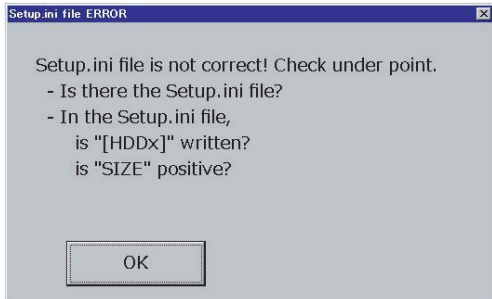 Setup.ini file ERROR
Setup.ini file is not correct! Check under point.
- Is there the Setup.ini file?
- In the Setup.ini file,
is "[HDDx]" written?
is "SIZE" positive?
OK